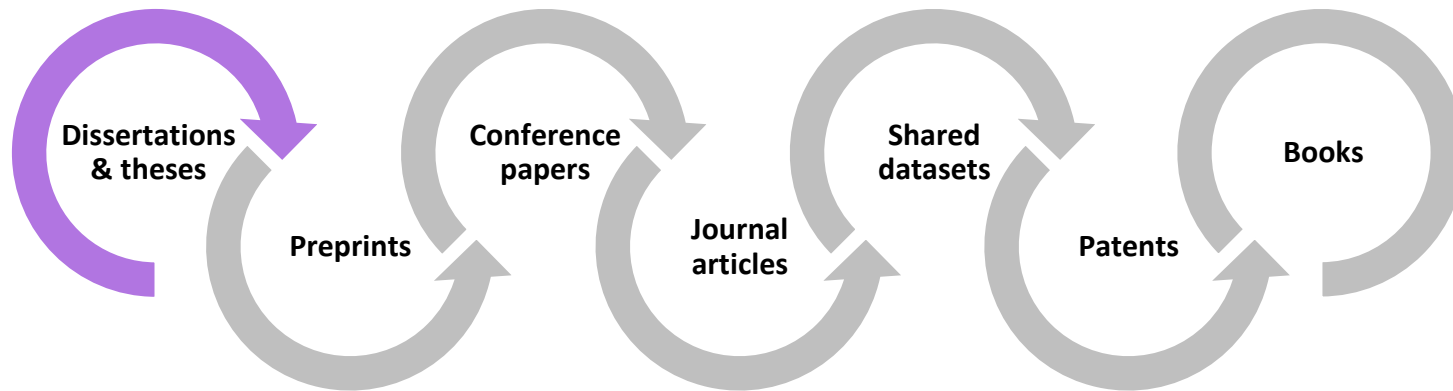 Dissertations
& theses
Preprints
Conference
papers
Journal
articles
Shared
datasets
Patents
Books